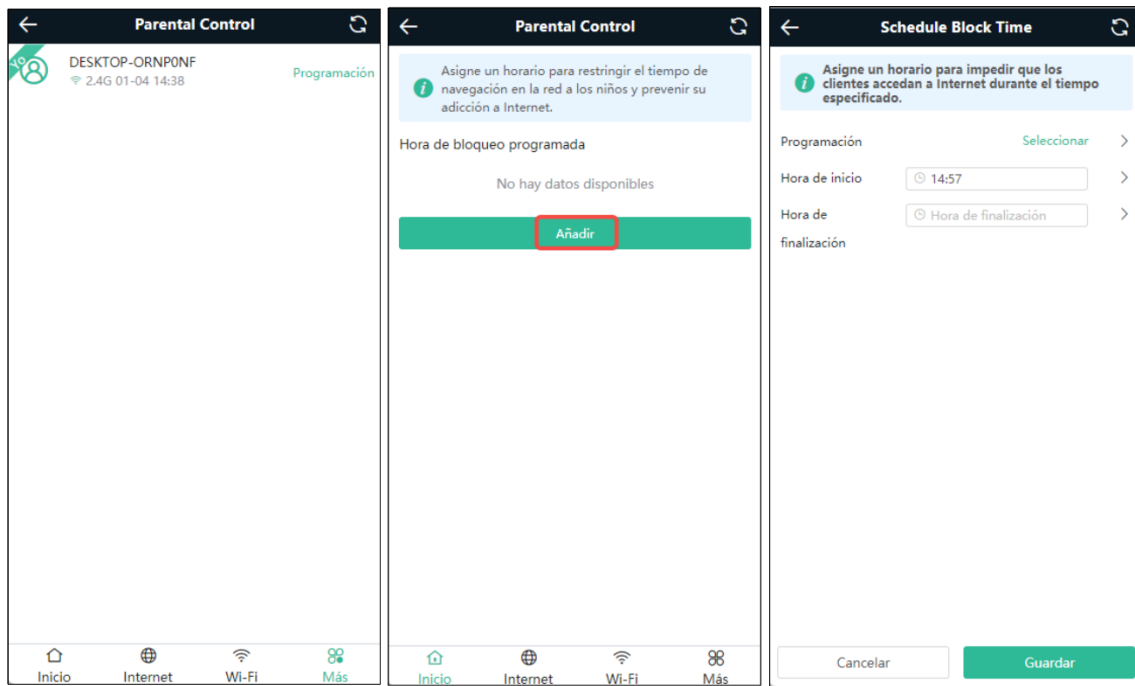 Parental Control
Yo
DESKTOP-ORNP0NF
2.4G 01-04 14:38
Programación
Inicio
Internet
Wi-Fi
Más
Parental Control
Asigne un horario para restringir el tiempo de
navegación en la red a los niños y prevenir su
adicción a Internet.
Hora de bloqueo programada
No hay datos disponibles
Añadir
Inicio
Internet
Wi-Fi
Más
Schedule Block Time
Asigne un horario para impedir que los
clientes accedan a Internet durante el tiempo
especificado.
Programación
Seleccionar
Hora de inicio
14:57
Hora de
finalización
Hora de finalización
Cancelar
Guardar